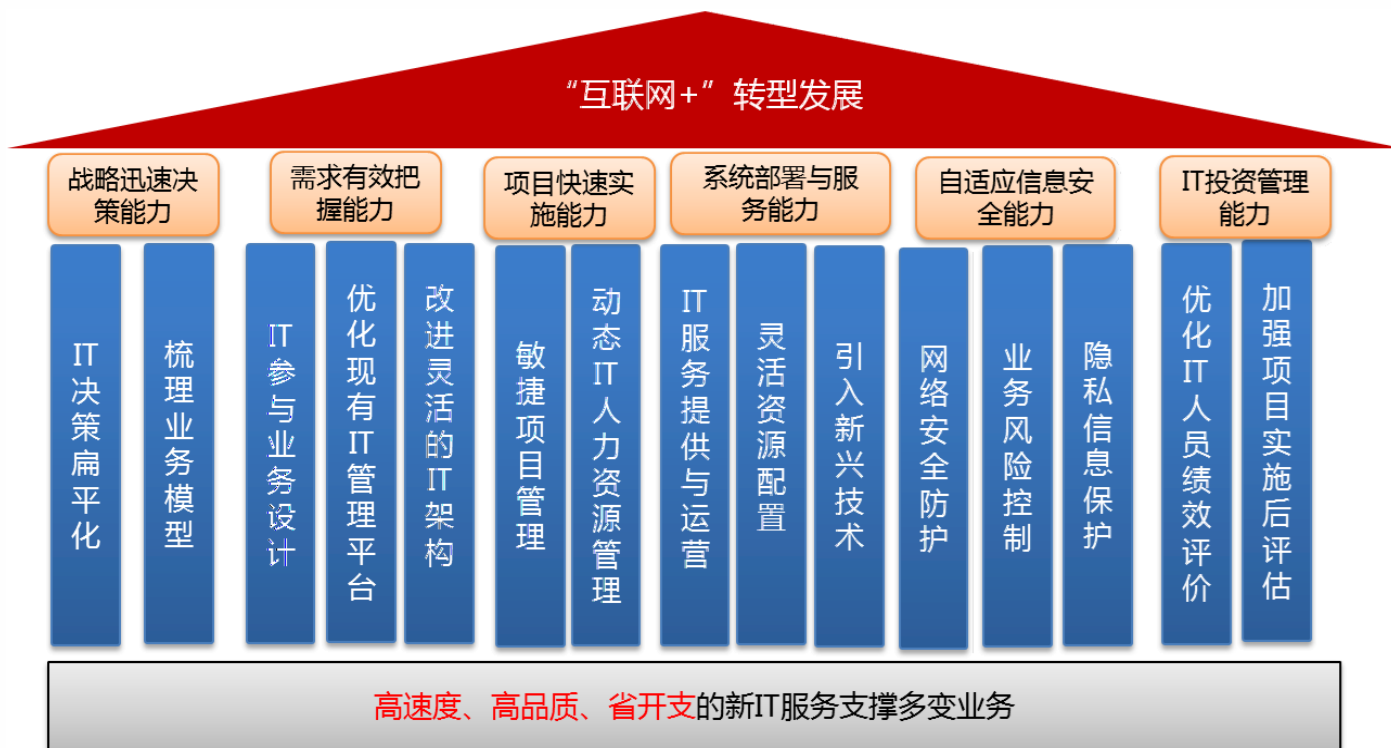 “互联网+”转型发展
战略迅速决
策能力
需求有效把
握能力
项目快速实
施能力
系统部署与服
务能力
自适应信息安
全能力
IT投资管理
能力
IT决策扁平化
梳理业务模型
IT参与业务设计
优化现有IT管理平台
改进灵活的IT架构
敏捷项目管理
动态IT人力资源管理
IT服务提供与运营
灵活资源配置
引入新兴技术
网络安全防护
业务风险控制
隐私信息保护
优化IT人员绩效评价
加强项目实施后评估
高速度、高品质、省开支的新IT服务支撑多变业务